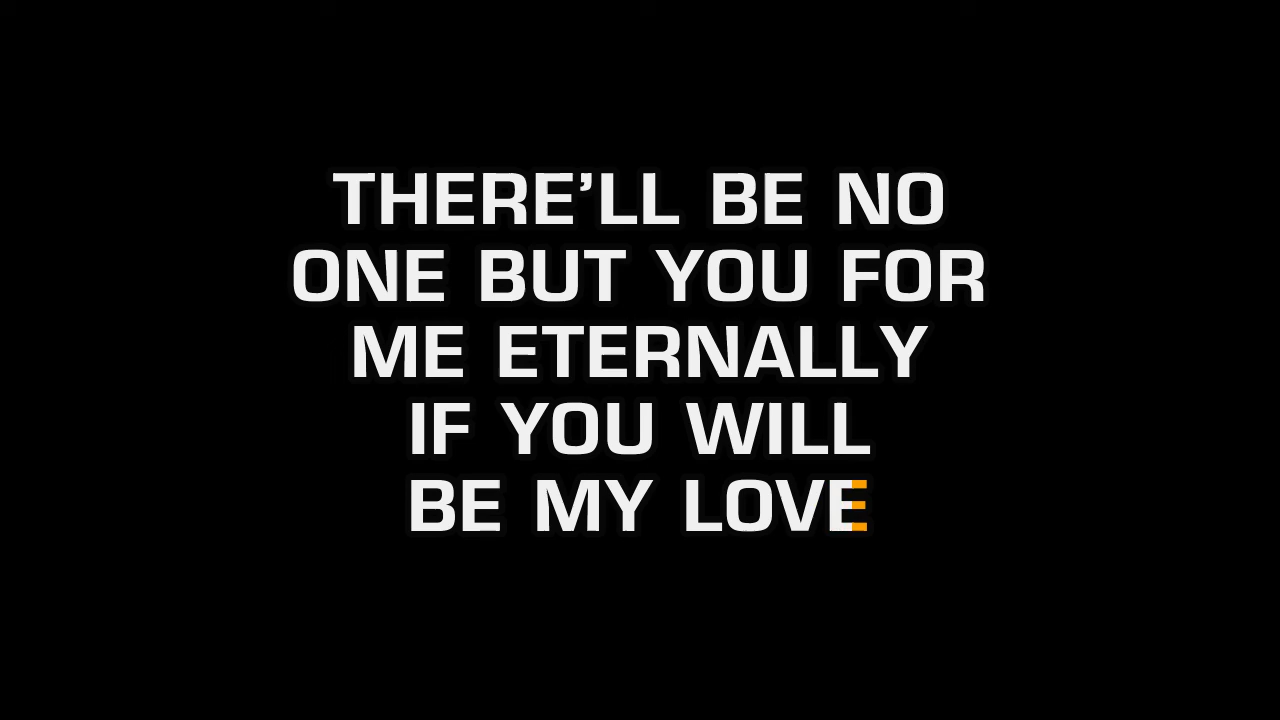 THERE’LL BE NO
ONE BUT YOU FOR
ME ETERNALLY
IF YOU WILL
BE MY LOVE